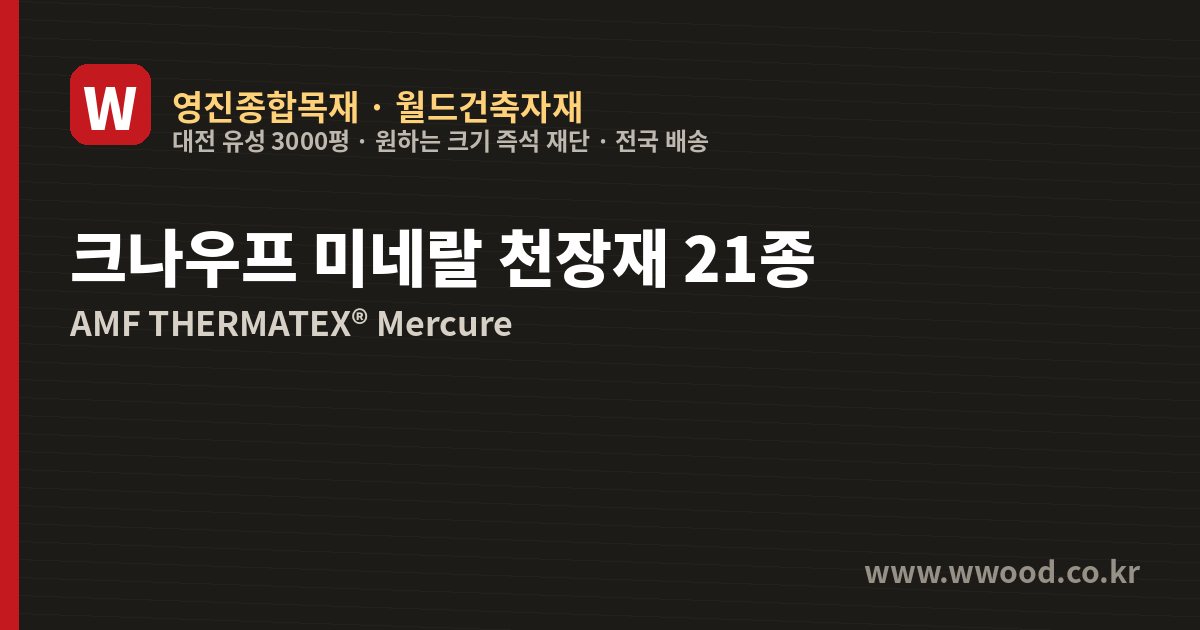 W
영진종합목재 · 월드건축자재
대전 유성 3000평 · 원하는 크기 즉석 재단 · 전국 배송
크나우프 미네랄 천장재 21종
AMF THERMATEX® Mercure
www.wwood.co.kr